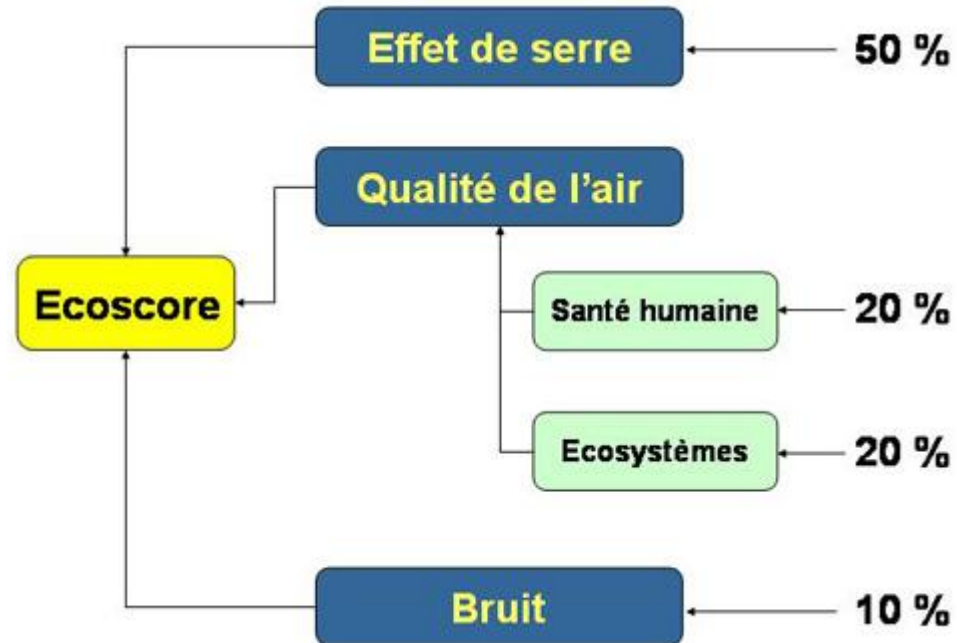 Effet de serre
50 %
Qualité de l'air
Ecoscore
Santé humaine
20 %
Ecosystèmes
20 %
Bruit
10 %